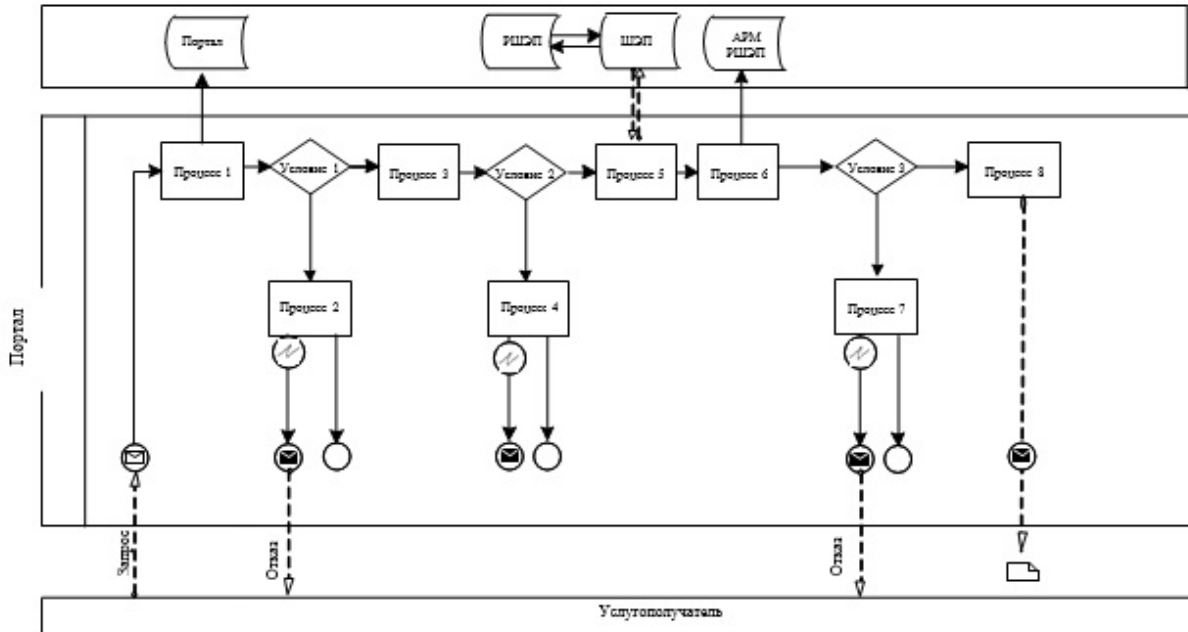 Портал
РШЭП
ШЭП
АРМ
РШЭП
Процесс 1
Условие 1
Процесс 3
Условие 2
Процесс 5
Процесс 6
Условие 3
Процесс 8
Процесс 2
Процесс 4
Процесс 7
Портал
Запрос
Отказ
Отказ
Услугополучатель